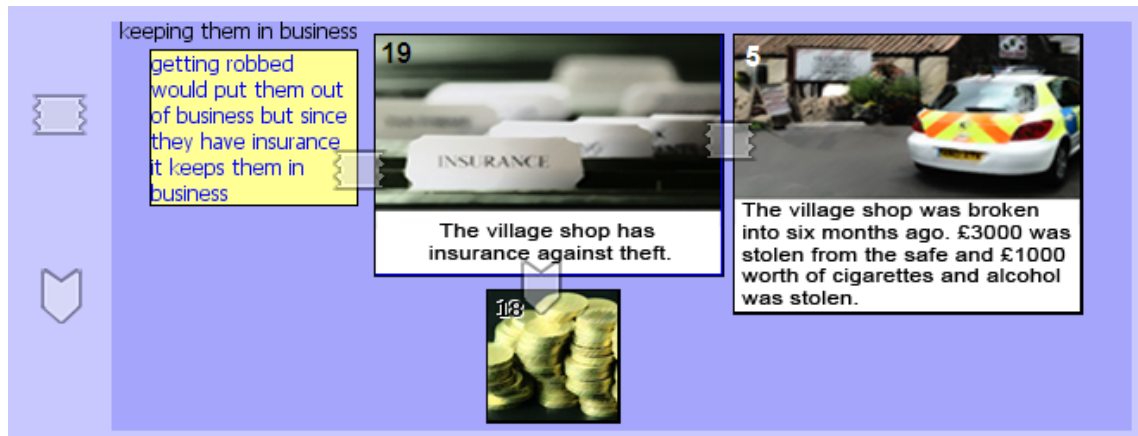 keeping them in business
getting robbed
would put them out
of business but since
they have insurance
it keeps them in
business
19
INSURANCE
The village shop has
insurance against theft.
18
5
The village shop was broken
into six months ago. £3000 was
stolen from the safe and £1000
worth of cigarettes and alcohol
was stolen.